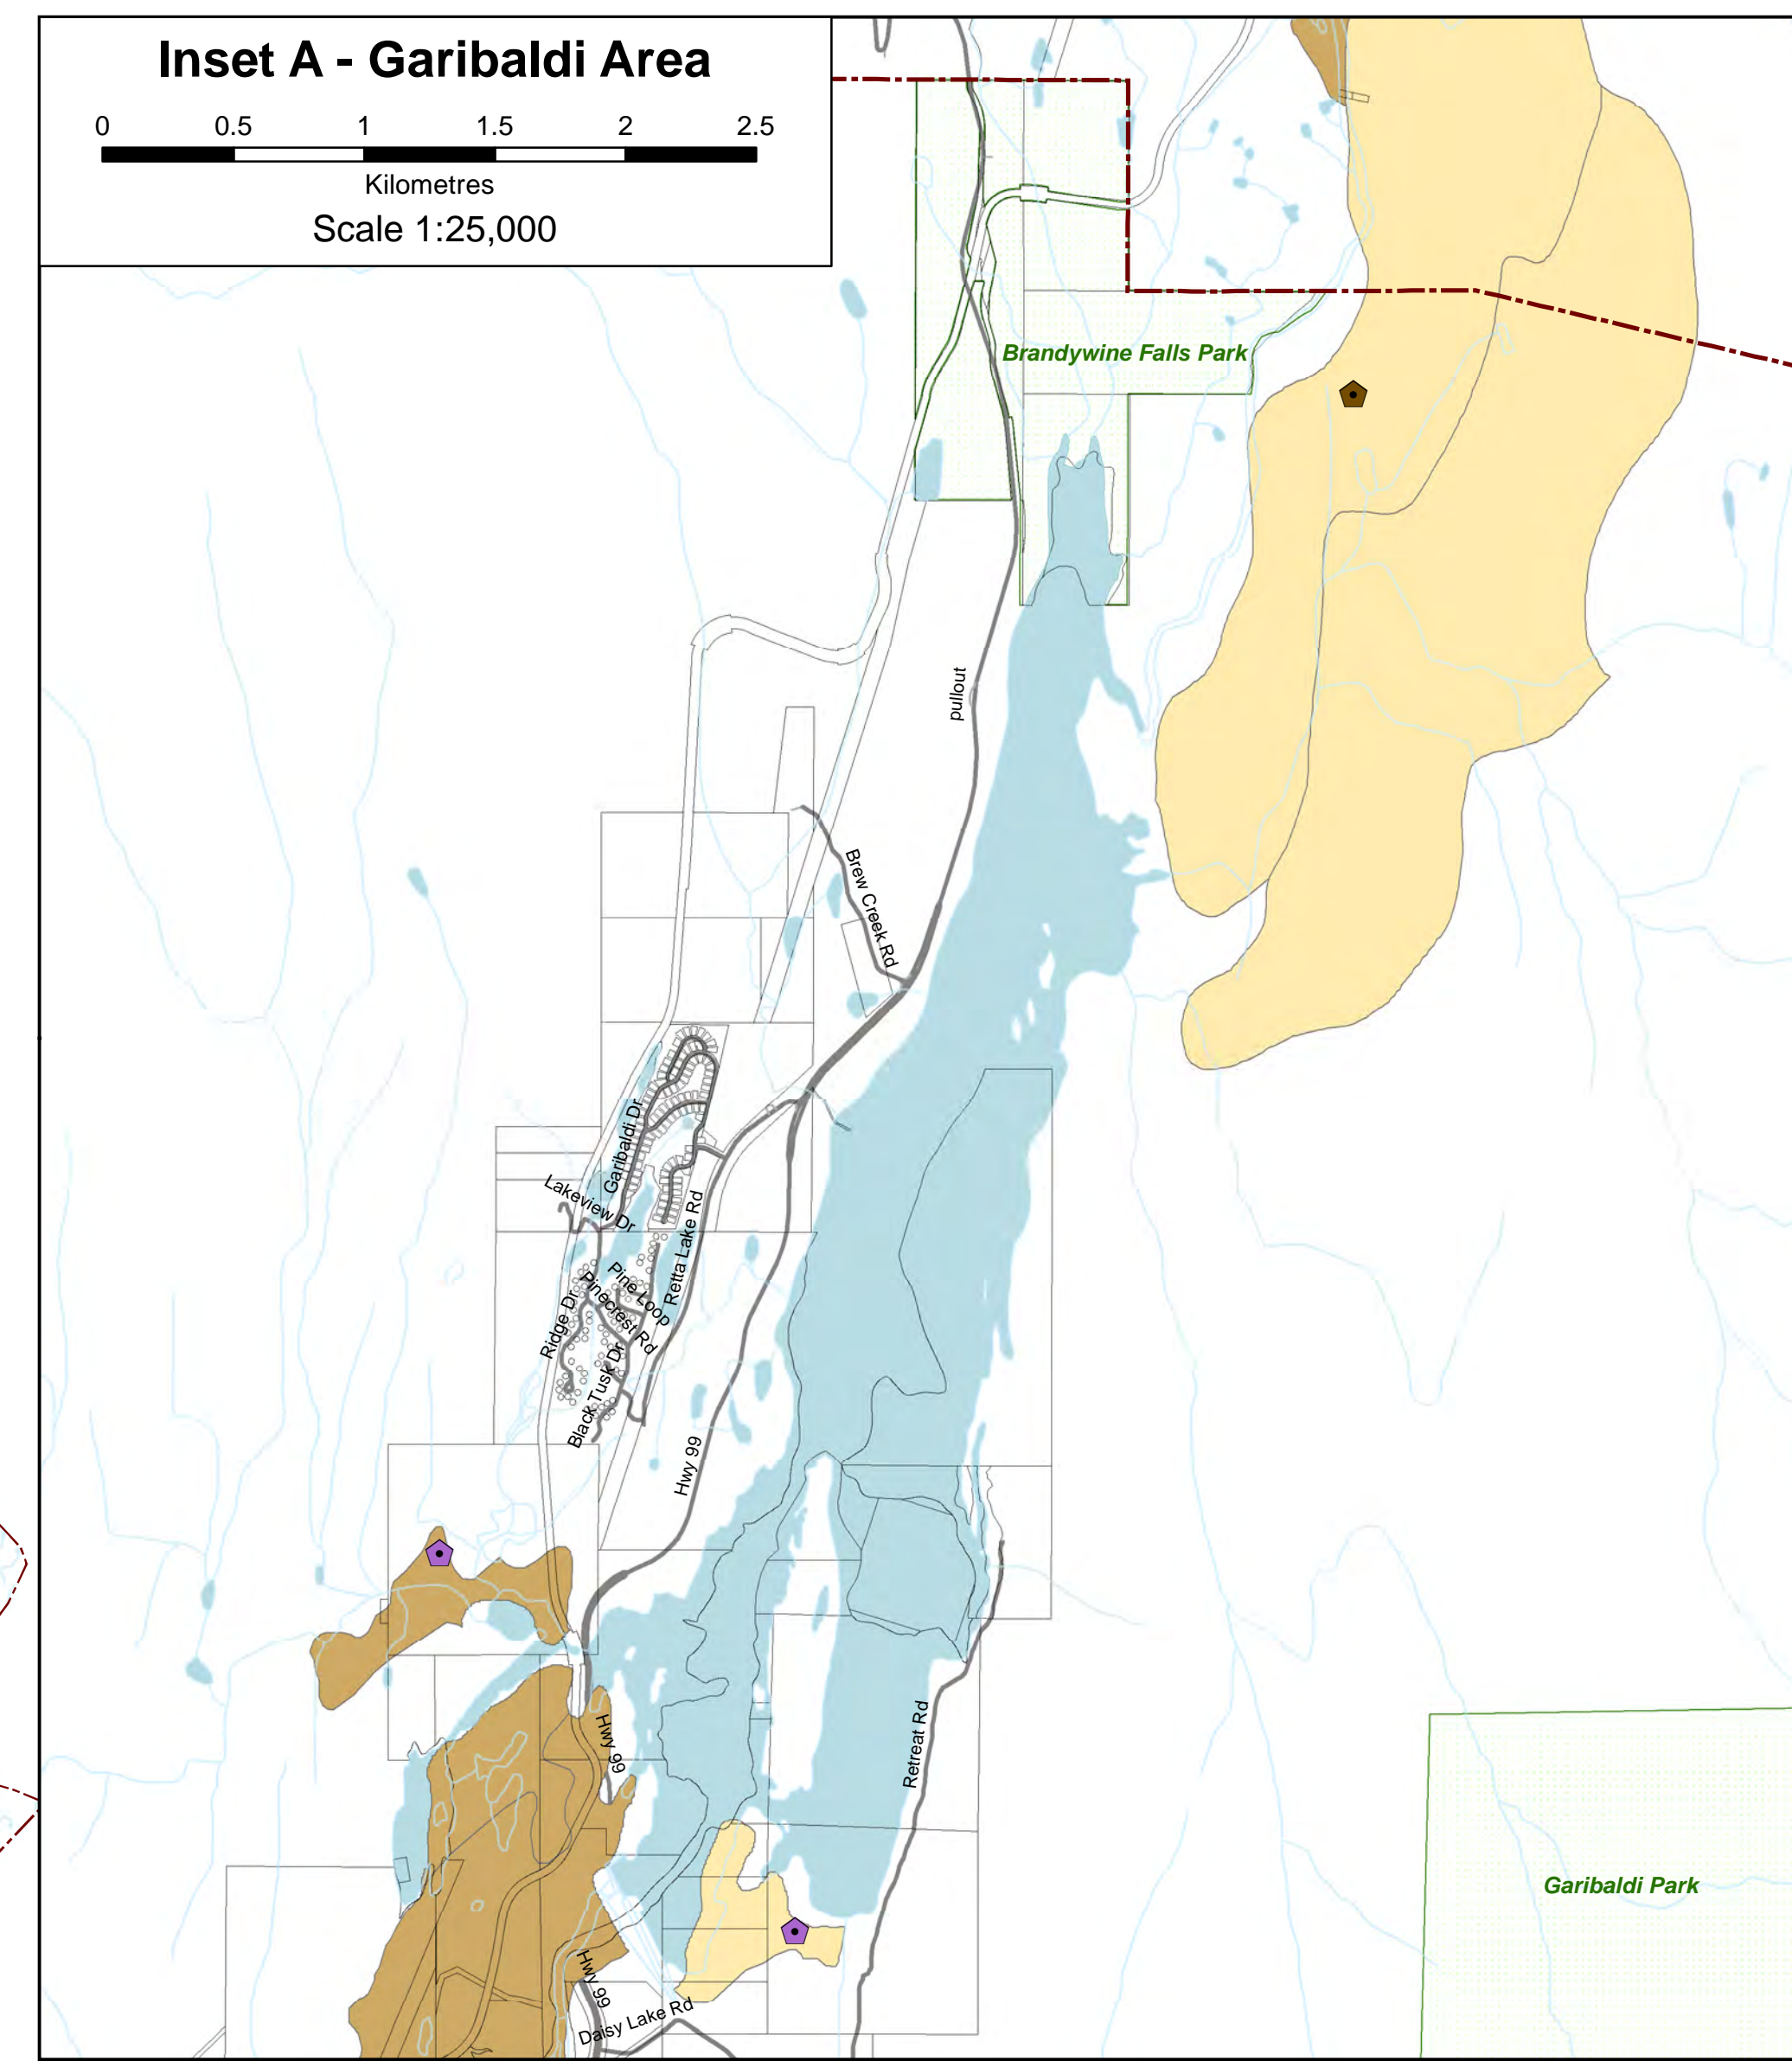 Inset A - Garibaldi Area
0 0.5 1 1.5 2 2.5
Kilometres
Scale 1:25,000
Brandywine Falls Park
pullout
Brew Creek Rd
Garibaldi Dr
Lakeview Dr
Retta Lake Rd
Pine Loop
Pinecrest Rd
Ridge Dr
Black Tusk Dr
Hwy 99
Hwy 99
Retreat Rd
Garibaldi Park
Hwy 99
Daisy Lake Rd